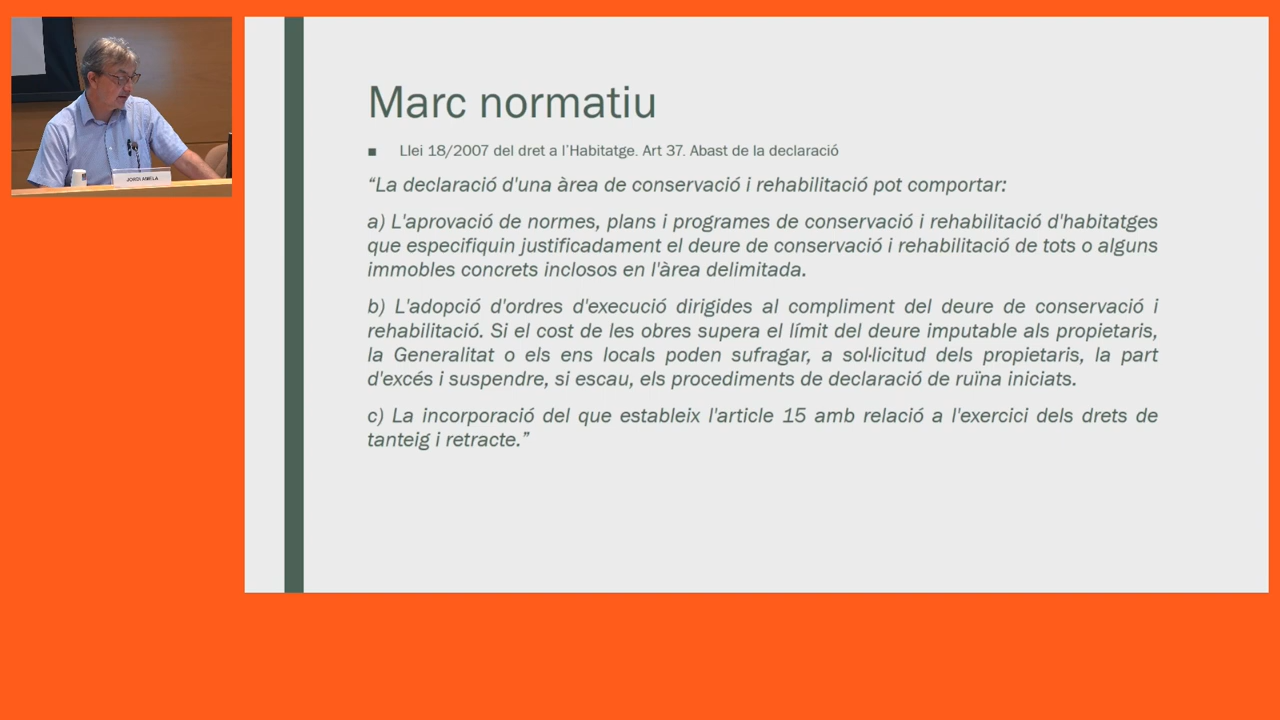 JORDI AMELA
Marc normatiu
▪ Llei 18/2007 del dret a l'Habitatge. Art 37. Abast de la declaració
“La declaració d'una àrea de conservació i rehabilitació pot comportar:
a) L'aprovació de normes, plans i programes de conservació i rehabilitació d'habitatges
que especifiquin justificadament el deure de conservació i rehabilitació de tots o alguns
immobles concrets inclosos en l'àrea delimitada.
b) L'adopció d'ordres d'execució dirigides al compliment del deure de conservació i
rehabilitació. Si el cost de les obres supera el límit del deure imputable als propietaris,
la Generalitat o els ens locals poden sufragar, a sol·licitud dels propietaris, la part
d'excés i suspendre, si escau, els procediments de declaració de ruïna iniciats.
c) La incorporació del que estableix l'article 15 amb relació a l'exercici dels drets de
tanteig i retracte.”